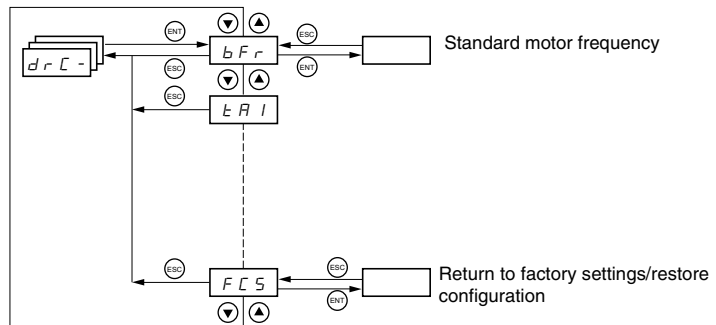 ENT
ESC
bFr
Standard motor frequency
drC-
ESC
ENT
ESC
tAI
ESC
ESC
FCS
Return to factory settings/restore
configuration
ENT